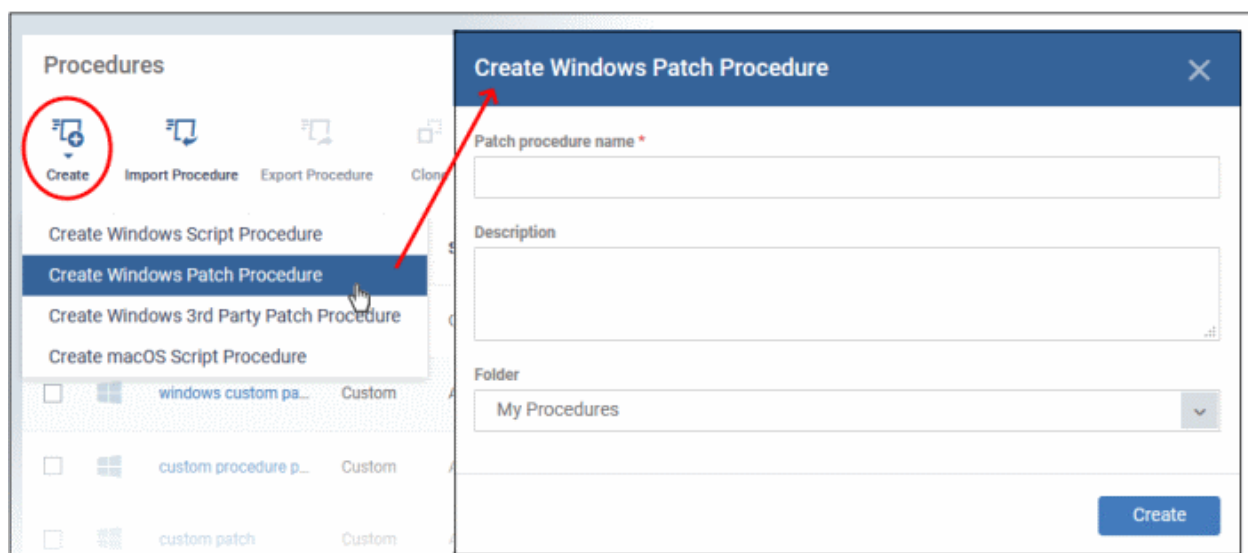 Procedures
Create
Import Procedure
Export Procedure
Create Windows Script Procedure
Create Windows Patch Procedure
Create Windows 3rd Party Patch Procedure
Create macOS Script Procedure
windows custom pa...
Custom
custom procedure p...
Custom
custom patch
Custom
Create Windows Patch Procedure
Patch procedure name *
Description
Folder
My Procedures
Create